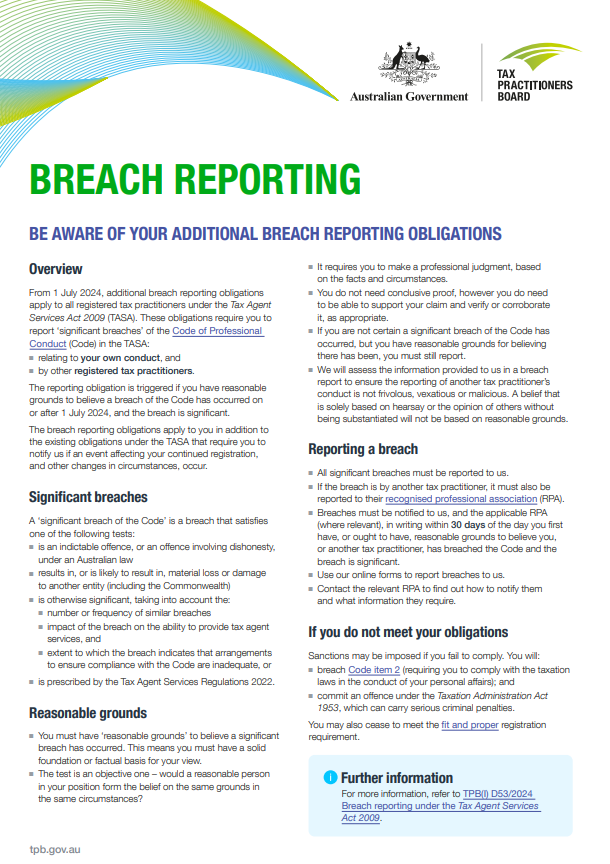 Australian Government
TAX
PRACTITIONERS
BOARD
BREACH REPORTING
BE AWARE OF YOUR ADDITIONAL BREACH REPORTING OBLIGATIONS
Overview
From 1 July 2024, additional breach reporting obligations
apply to all registered tax practitioners under the Tax Agent
Services Act 2009 (TASA). These obligations require you to
report ‘significant breaches’ of the Code of Professional
Conduct (Code) in the TASA:
relating to your own conduct, and
by other registered tax practitioners.
The reporting obligation is triggered if you have reasonable
grounds to believe a breach of the Code has occurred on
or after 1 July 2024, and the breach is significant.
The breach reporting obligations apply to you in addition to
the existing obligations under the TASA that require you to
notify us if an event affecting your continued registration,
and other changes in circumstances, occur.
Significant breaches
A ‘significant breach of the Code’ is a breach that satisfies
one of the following tests:
is an indictable offence, or an offence involving dishonesty,
under an Australian law
results in, or is likely to result in, material loss or damage
to another entity (including the Commonwealth)
is otherwise significant, taking into account the:
number or frequency of similar breaches
impact of the breach on the ability to provide tax agent
services, and
extent to which the breach indicates that arrangements
to ensure compliance with the Code are inadequate, or
is prescribed by the Tax Agent Services Regulations 2022.
Reasonable grounds
You must have ‘reasonable grounds’ to believe a significant
breach has occurred. This means you must have a solid
foundation or factual basis for your view.
The test is an objective one – would a reasonable person
in your position form the belief on the same grounds in
the same circumstances?
It requires you to make a professional judgment, based
on the facts and circumstances.
You do not need conclusive proof, however you do need
to be able to support your claim and verify or corroborate
it, as appropriate.
If you are not certain a significant breach of the Code has
occurred, but you have reasonable grounds for believing
there has been, you must still report.
We will assess the information provided to us in a breach
report to ensure the reporting of another tax practitioner’s
conduct is not frivolous, vexatious or malicious. A belief that
is solely based on hearsay or the opinion of others without
being substantiated will not be based on reasonable grounds.
Reporting a breach
All significant breaches must be reported to us.
If the breach is by another tax practitioner, it must also be
reported to their recognised professional association (RPA).
Breaches must be notified to us, and the applicable RPA
(where relevant), in writing within 30 days of the day you first
have, or ought to have, reasonable grounds to believe you,
or another tax practitioner, has breached the Code and the
breach is significant.
Use our online forms to report breaches to us.
Contact the relevant RPA to find out how to notify them
and what information they require.
If you do not meet your obligations
Sanctions may be imposed if you fail to comply. You will:
breach Code item 2 (requiring you to comply with the taxation
laws in the conduct of your personal affairs); and
commit an offence under the Taxation Administration Act
1953, which can carry serious criminal penalties.
You may also cease to meet the fit and proper registration
requirement.
Further information
For more information, refer to TPB(I) D53/2024
Breach reporting under the Tax Agent Services
Act 2009.
tpb.gov.au